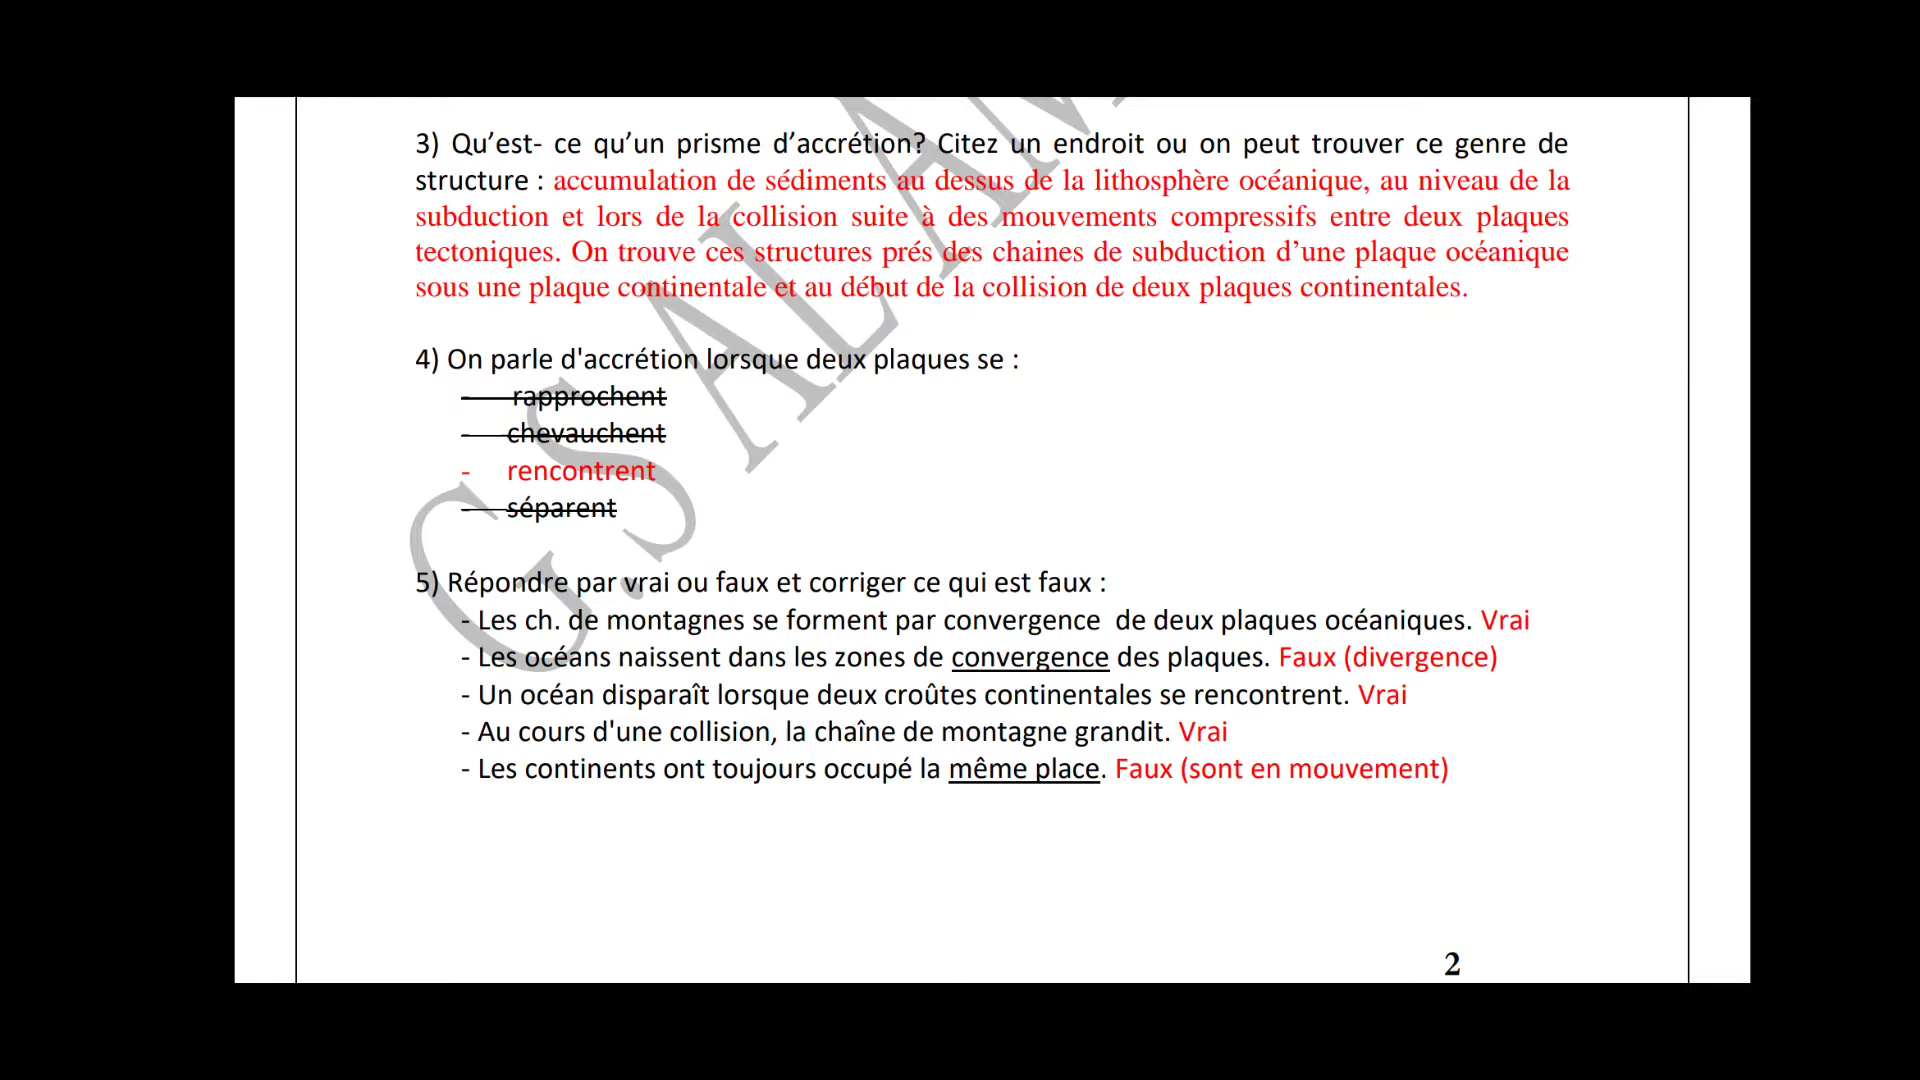 3) Qu’est- ce qu’un prisme d’accrétion? Citez un endroit ou on peut trouver ce genre de
structure : accumulation de sédiments au dessus de la lithosphère océanique, au niveau de la
subduction et lors de la collision suite à des mouvements compressifs entre deux plaques
tectoniques. On trouve ces structures prés des chaines de subduction d’une plaque océanique
sous une plaque continentale et au début de la collision de deux plaques continentales.
4) On parle d'accrétion lorsque deux plaques se :
- rapprochent
- chevauchent
- rencontrent
- séparent
5) Répondre par vrai ou faux et corriger ce qui est faux :
- Les ch. de montagnes se forment par convergence de deux plaques océaniques. Vrai
- Les océans naissent dans les zones de convergence des plaques. Faux (divergence)
- Un océan disparaît lorsque deux croûtes continentales se rencontrent. Vrai
- Au cours d'une collision, la chaîne de montagne grandit. Vrai
- Les continents ont toujours occupé la même place. Faux (sont en mouvement)
G.S ALAM
2